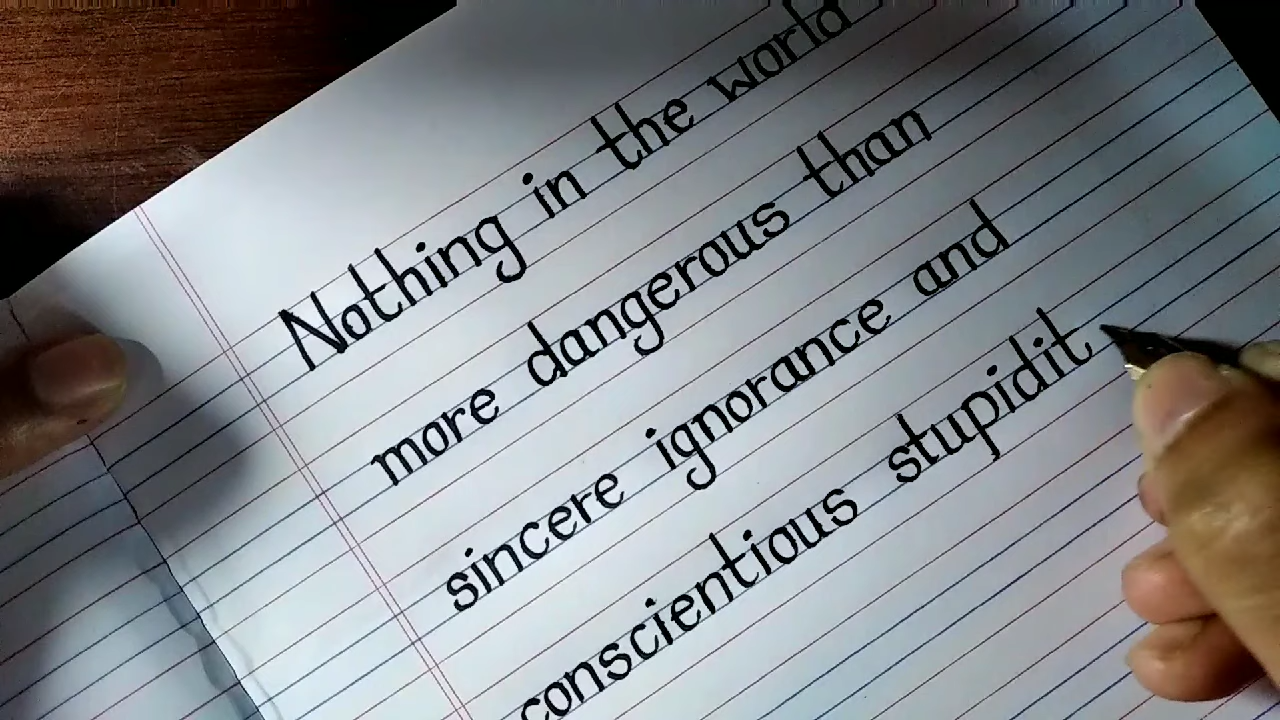 Nothing in the world
more dangerous than
sincere ignorance and
conscientious stupidit